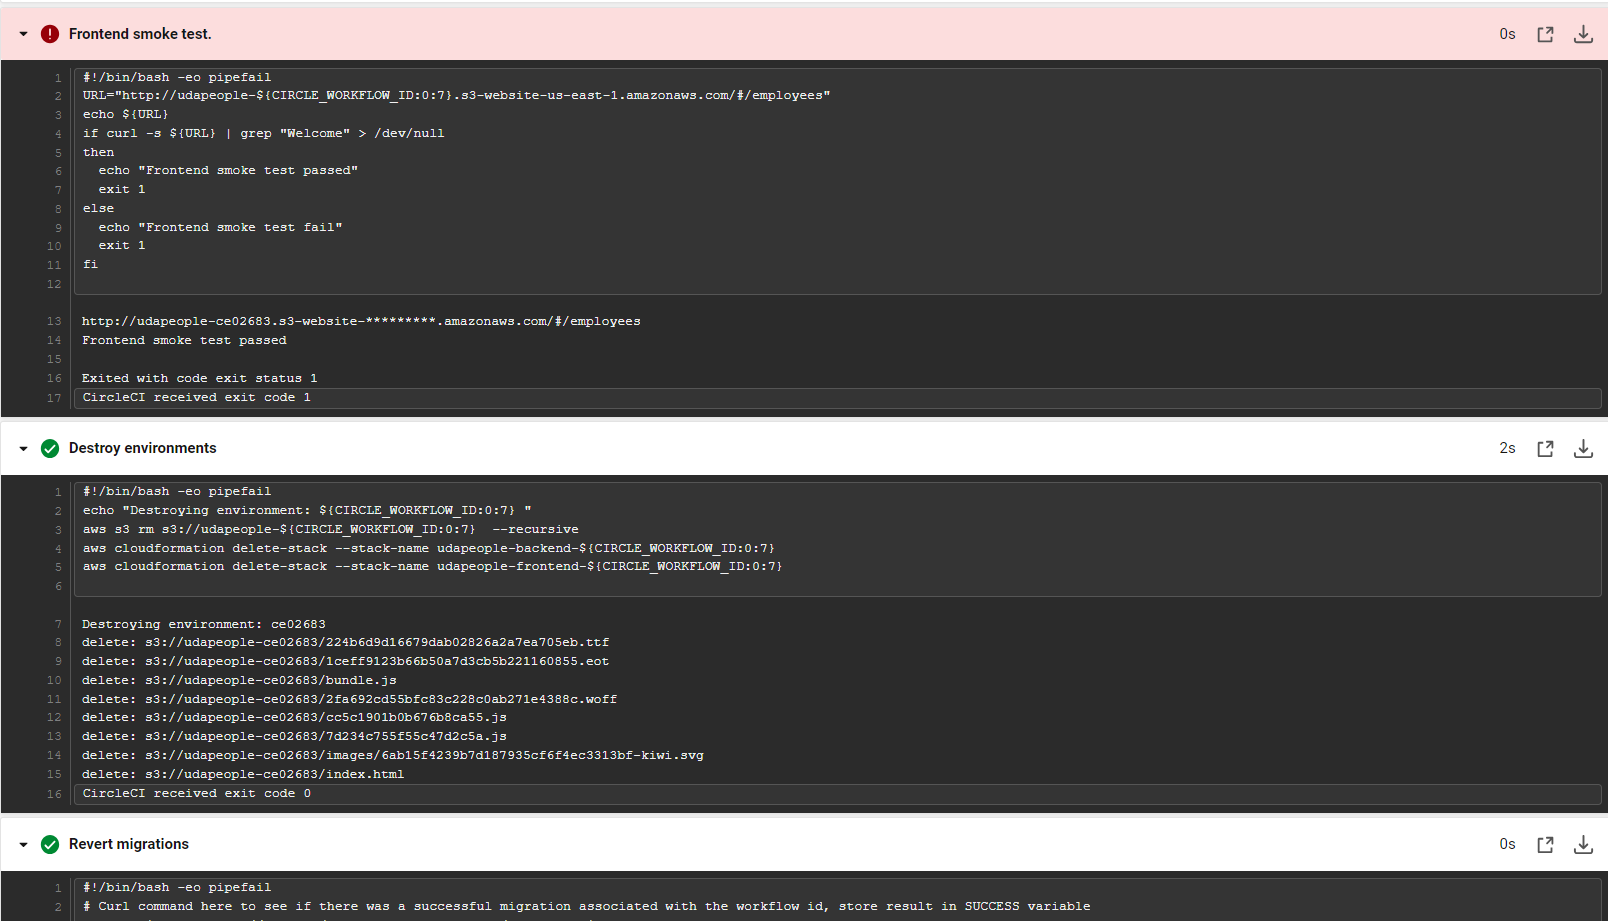 Frontend smoke test.
0s
1 #!/bin/bash -eo pipefail
2 URL="http://udapeople-${CIRCLE_WORKFLOW_ID:0:7}.s3-website-us-east-1.amazonaws.com/#/employees"
3 echo ${URL}
4 if curl -s ${URL} | grep "Welcome" > /dev/null
5 then
6   echo "Frontend smoke test passed"
7   exit 1
8 else
9   echo "Frontend smoke test fail"
10   exit 1
11 fi
12
13 http://udapeople-ce02683.s3-website-*********.amazonaws.com/#/employees
14 Frontend smoke test passed
15
16 Exited with code exit status 1
17 CircleCI received exit code 1
Destroy environments
2s
1 #!/bin/bash -eo pipefail
2 echo "Destroying environment: ${CIRCLE_WORKFLOW_ID:0:7} "
3 aws s3 rm s3://udapeople-${CIRCLE_WORKFLOW_ID:0:7}  --recursive
4 aws cloudformation delete-stack --stack-name udapeople-backend-${CIRCLE_WORKFLOW_ID:0:7}
5 aws cloudformation delete-stack --stack-name udapeople-frontend-${CIRCLE_WORKFLOW_ID:0:7}
6
7 Destroying environment: ce02683
8 delete: s3://udapeople-ce02683/224b6d9d16679dab02826a2a7ea705eb.ttf
9 delete: s3://udapeople-ce02683/1ceff9123b66b50a7d3cb5b221160855.eot
10 delete: s3://udapeople-ce02683/bundle.js
11 delete: s3://udapeople-ce02683/2fa692cd55bfc83c228c0ab271e4388c.woff
12 delete: s3://udapeople-ce02683/cc5c1901b0b676b8ca55.js
13 delete: s3://udapeople-ce02683/7d234c755f55c47d2c5a.js
14 delete: s3://udapeople-ce02683/images/6ab15f4239b7d187935cf6f4ec3313bf-kiwi.svg
15 delete: s3://udapeople-ce02683/index.html
16 CircleCI received exit code 0
Revert migrations
0s
1 #!/bin/bash -eo pipefail
2 # Curl command here to see if there was a successful migration associated with the workflow id, store result in SUCCESS variable